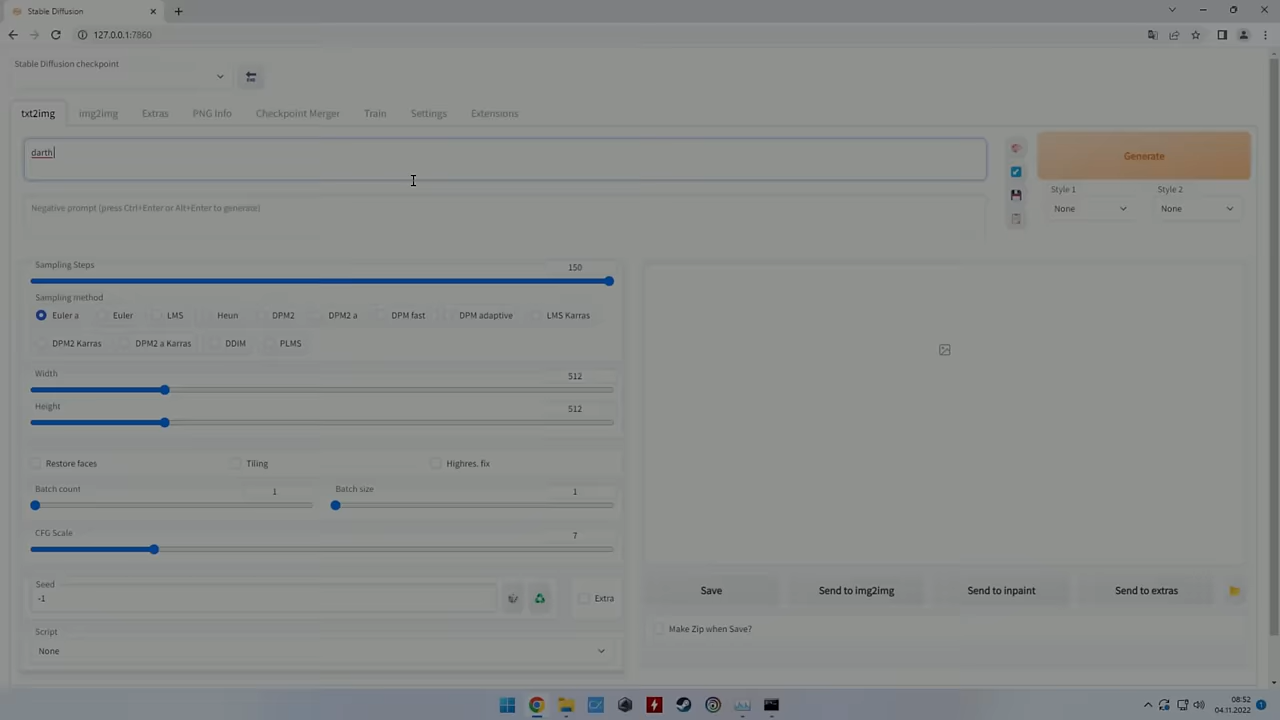 Stable Diffusion
127.0.0.1:7860
Stable Diffusion checkpoint
txt2img img2img Extras PNG Info Checkpoint Merger Train Settings Extensions
darth
Generate
Style 1 Style 2
None None
Negative prompt (press Ctrl+Enter or Alt+Enter to generate)
Sampling Steps 150
Sampling method
Euler a Euler LMS Heun DPM2 DPM2 a DPM fast DPM adaptive LMS Karras
DPM2 Karras DPM2 a Karras DDIM PLMS
Width 512
Height 512
Restore faces Tiling Highres. fix
Batch count 1 Batch size 1
CFG Scale 7
Seed
-1
Extra
Script
None
Save Send to img2img Send to inpaint Send to extras
Make Zip when Save?
08:52
04.11.2022